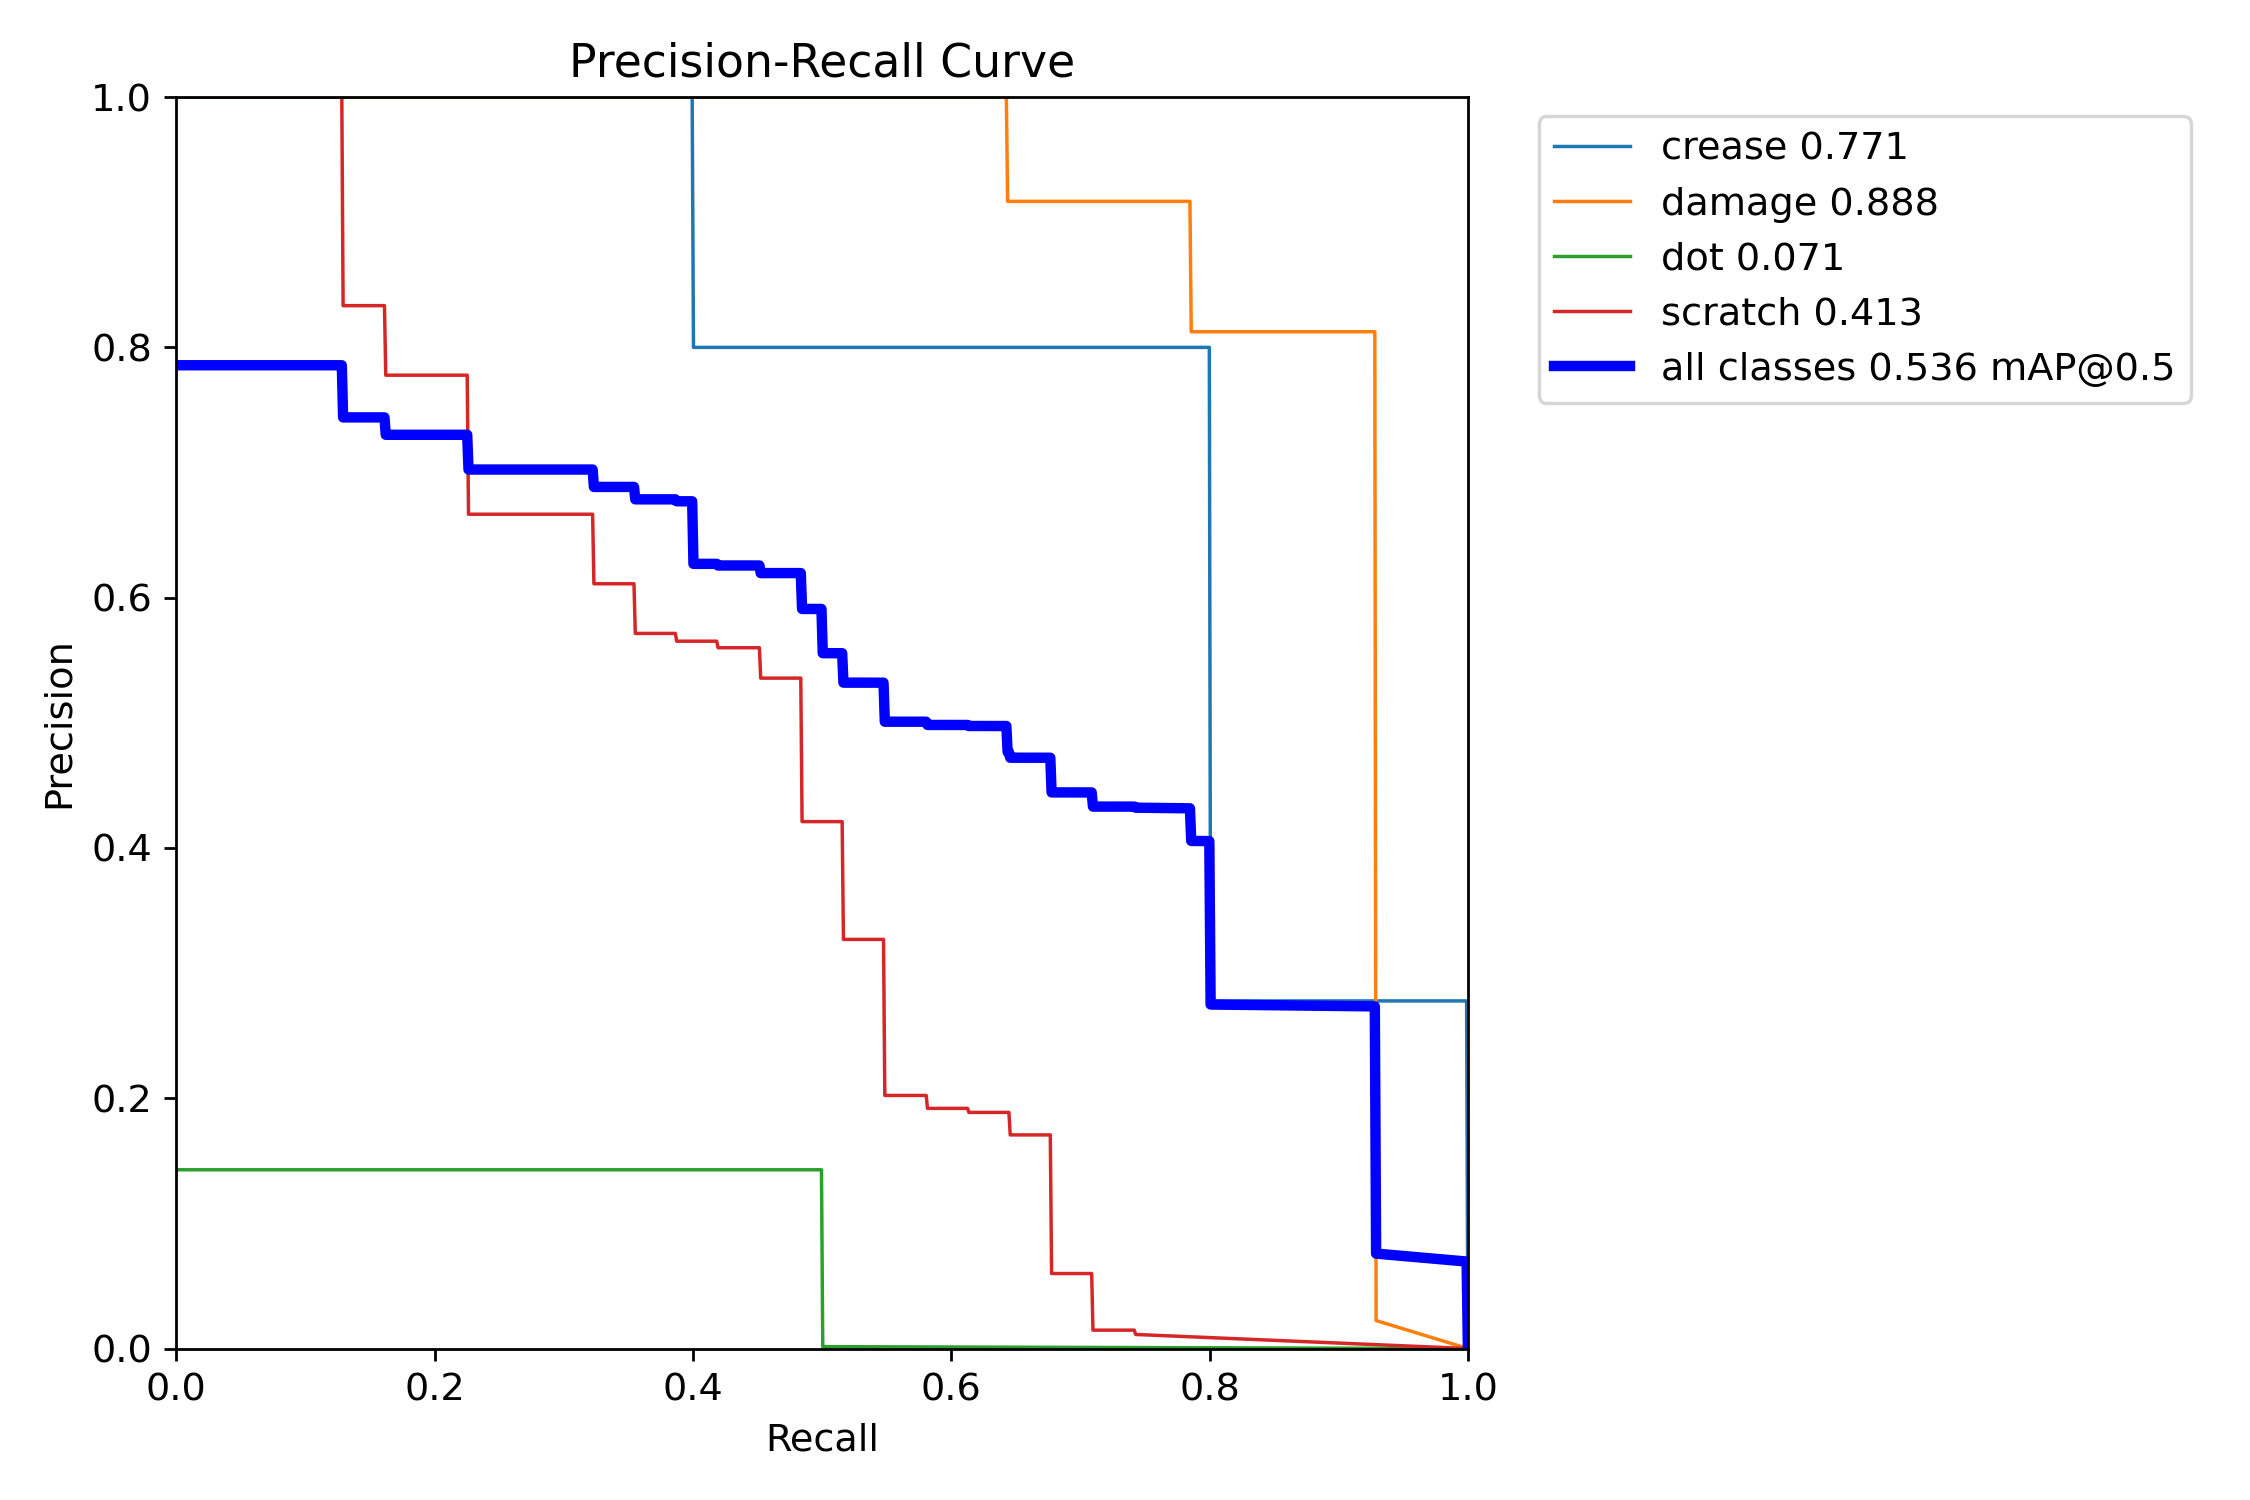 Precision-Recall Curve
1.0
0.8
0.6
0.4
0.2
0.0
Precision
0.0 0.2 0.4 0.6 0.8 1.0
Recall
crease 0.771
damage 0.888
dot 0.071
scratch 0.413
all classes 0.536 mAP@0.5